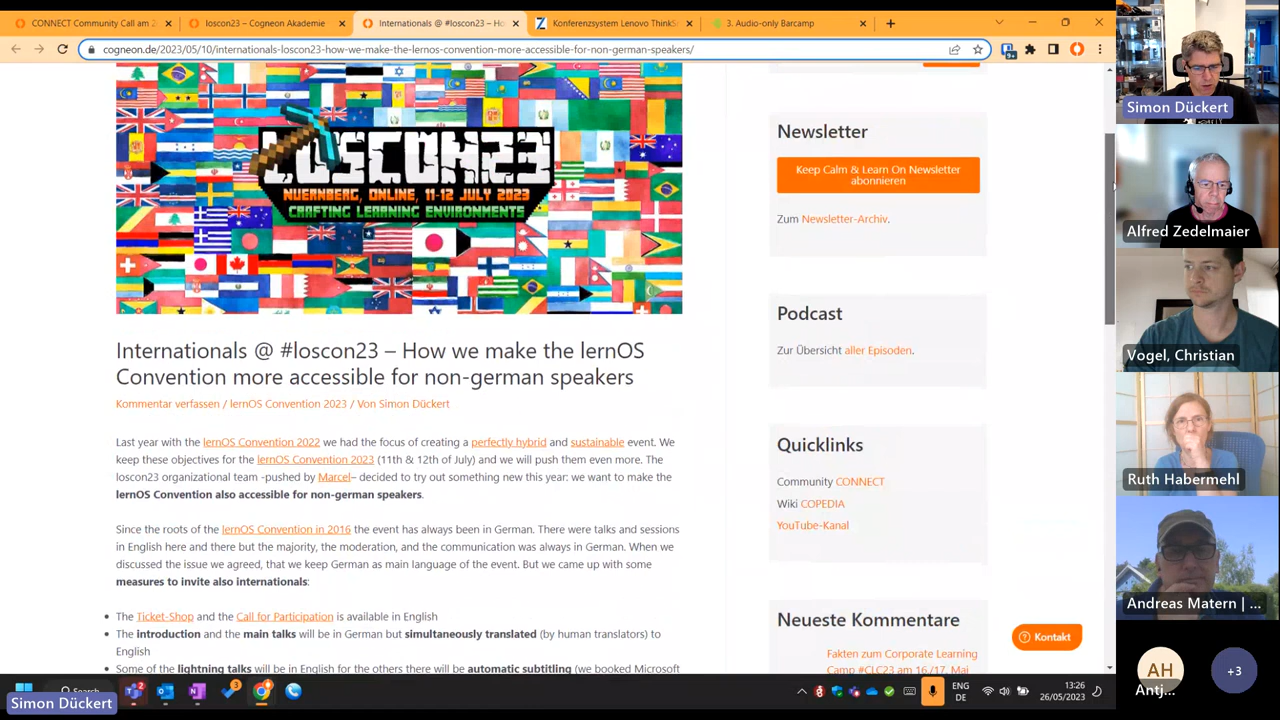 CONNECT Community Call am 2
loscon23 – Cogneon Akademie
Internationals @ #loscon23 – Ho
Konferenzsystem Lenovo ThinkS
3. Audio-only Barcamp
cogneon.de/2023/05/10/internationals-loscon23-how-we-make-the-lernos-convention-more-accessible-for-non-german-speakers/
LOSCON23
NUERNBERG, ONLINE, 11-12 JULY 2023
CRAFTING LEARNING ENVIRONMENTS
Internationals @ #loscon23 – How we make the lernOS
Convention more accessible for non-german speakers
Kommentar verfassen / lernOS Convention 2023 / Von Simon Dückert
Last year with the lernOS Convention 2022 we had the focus of creating a perfectly hybrid and sustainable event. We
keep these objectives for the lernOS Convention 2023 (11th & 12th of July) and we will push them even more. The
loscon23 organizational team -pushed by Marcel– decided to try out something new this year: we want to make the
lernOS Convention also accessible for non-german speakers.
Since the roots of the lernOS Convention in 2016 the event has always been in German. There were talks and sessions
in English here and there but the majority, the moderation, and the communication was always in German. When we
discussed the issue we agreed, that we keep German as main language of the event. But we came up with some
measures to invite also internationals:
The Ticket-Shop and the Call for Participation is available in English
The introduction and the main talks will be in German but simultaneously translated (by human translators) to
English
Some of the lightning talks will be in English for the others there will be automatic subtitling (we booked Microsoft
Newsletter
Keep Calm & Learn On Newsletter
abonnieren
Zum Newsletter-Archiv.
Podcast
Zur Übersicht aller Episoden.
Quicklinks
Community CONNECT
Wiki COPEDIA
YouTube-Kanal
Neueste Kommentare
Fakten zum Corporate Learning
Camp #CLC23 am 16./17. Mai
Kontakt
Simon Dückert
Alfred Zedelmaier
Vogel, Christian
Ruth Habermehl
Andreas Matern | ...
AH
Antj...
+3
Search
2
3
ENG
DE
13:26
26/05/2023
Simon Dückert